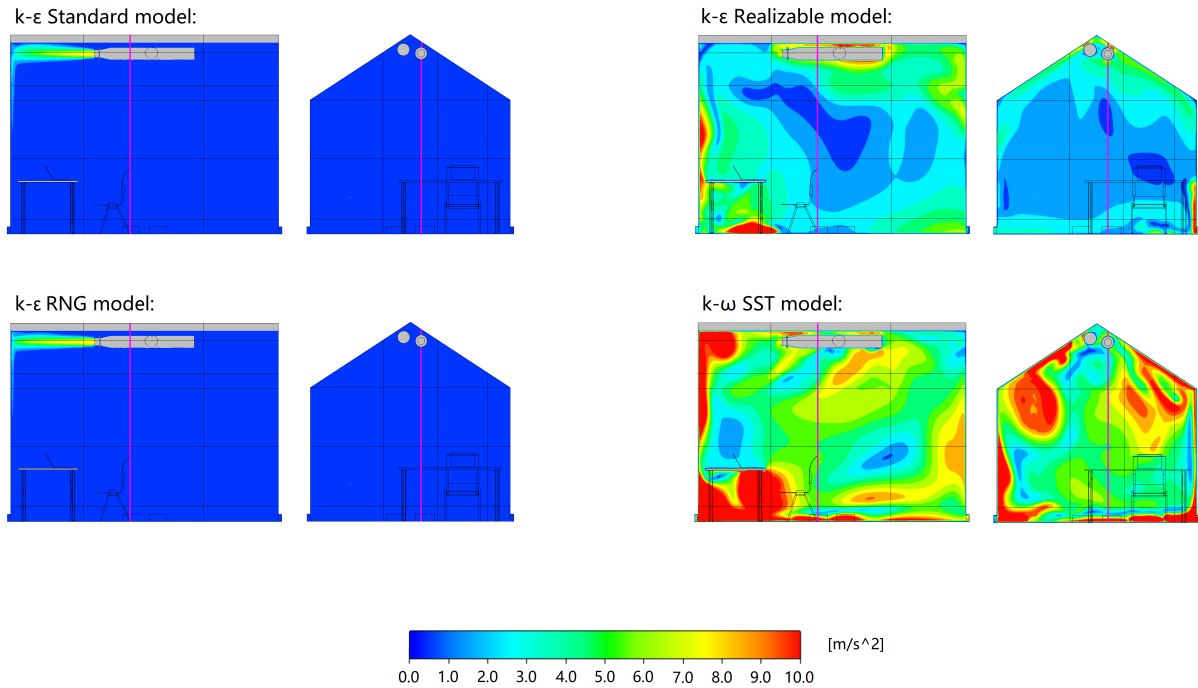 k-ε Standard model:
k-ε Realizable model:
k-ε RNG model:
k-ω SST model:
[m/s^2]
0.0 1.0 2.0 3.0 4.0 5.0 6.0 7.0 8.0 9.0 10.0